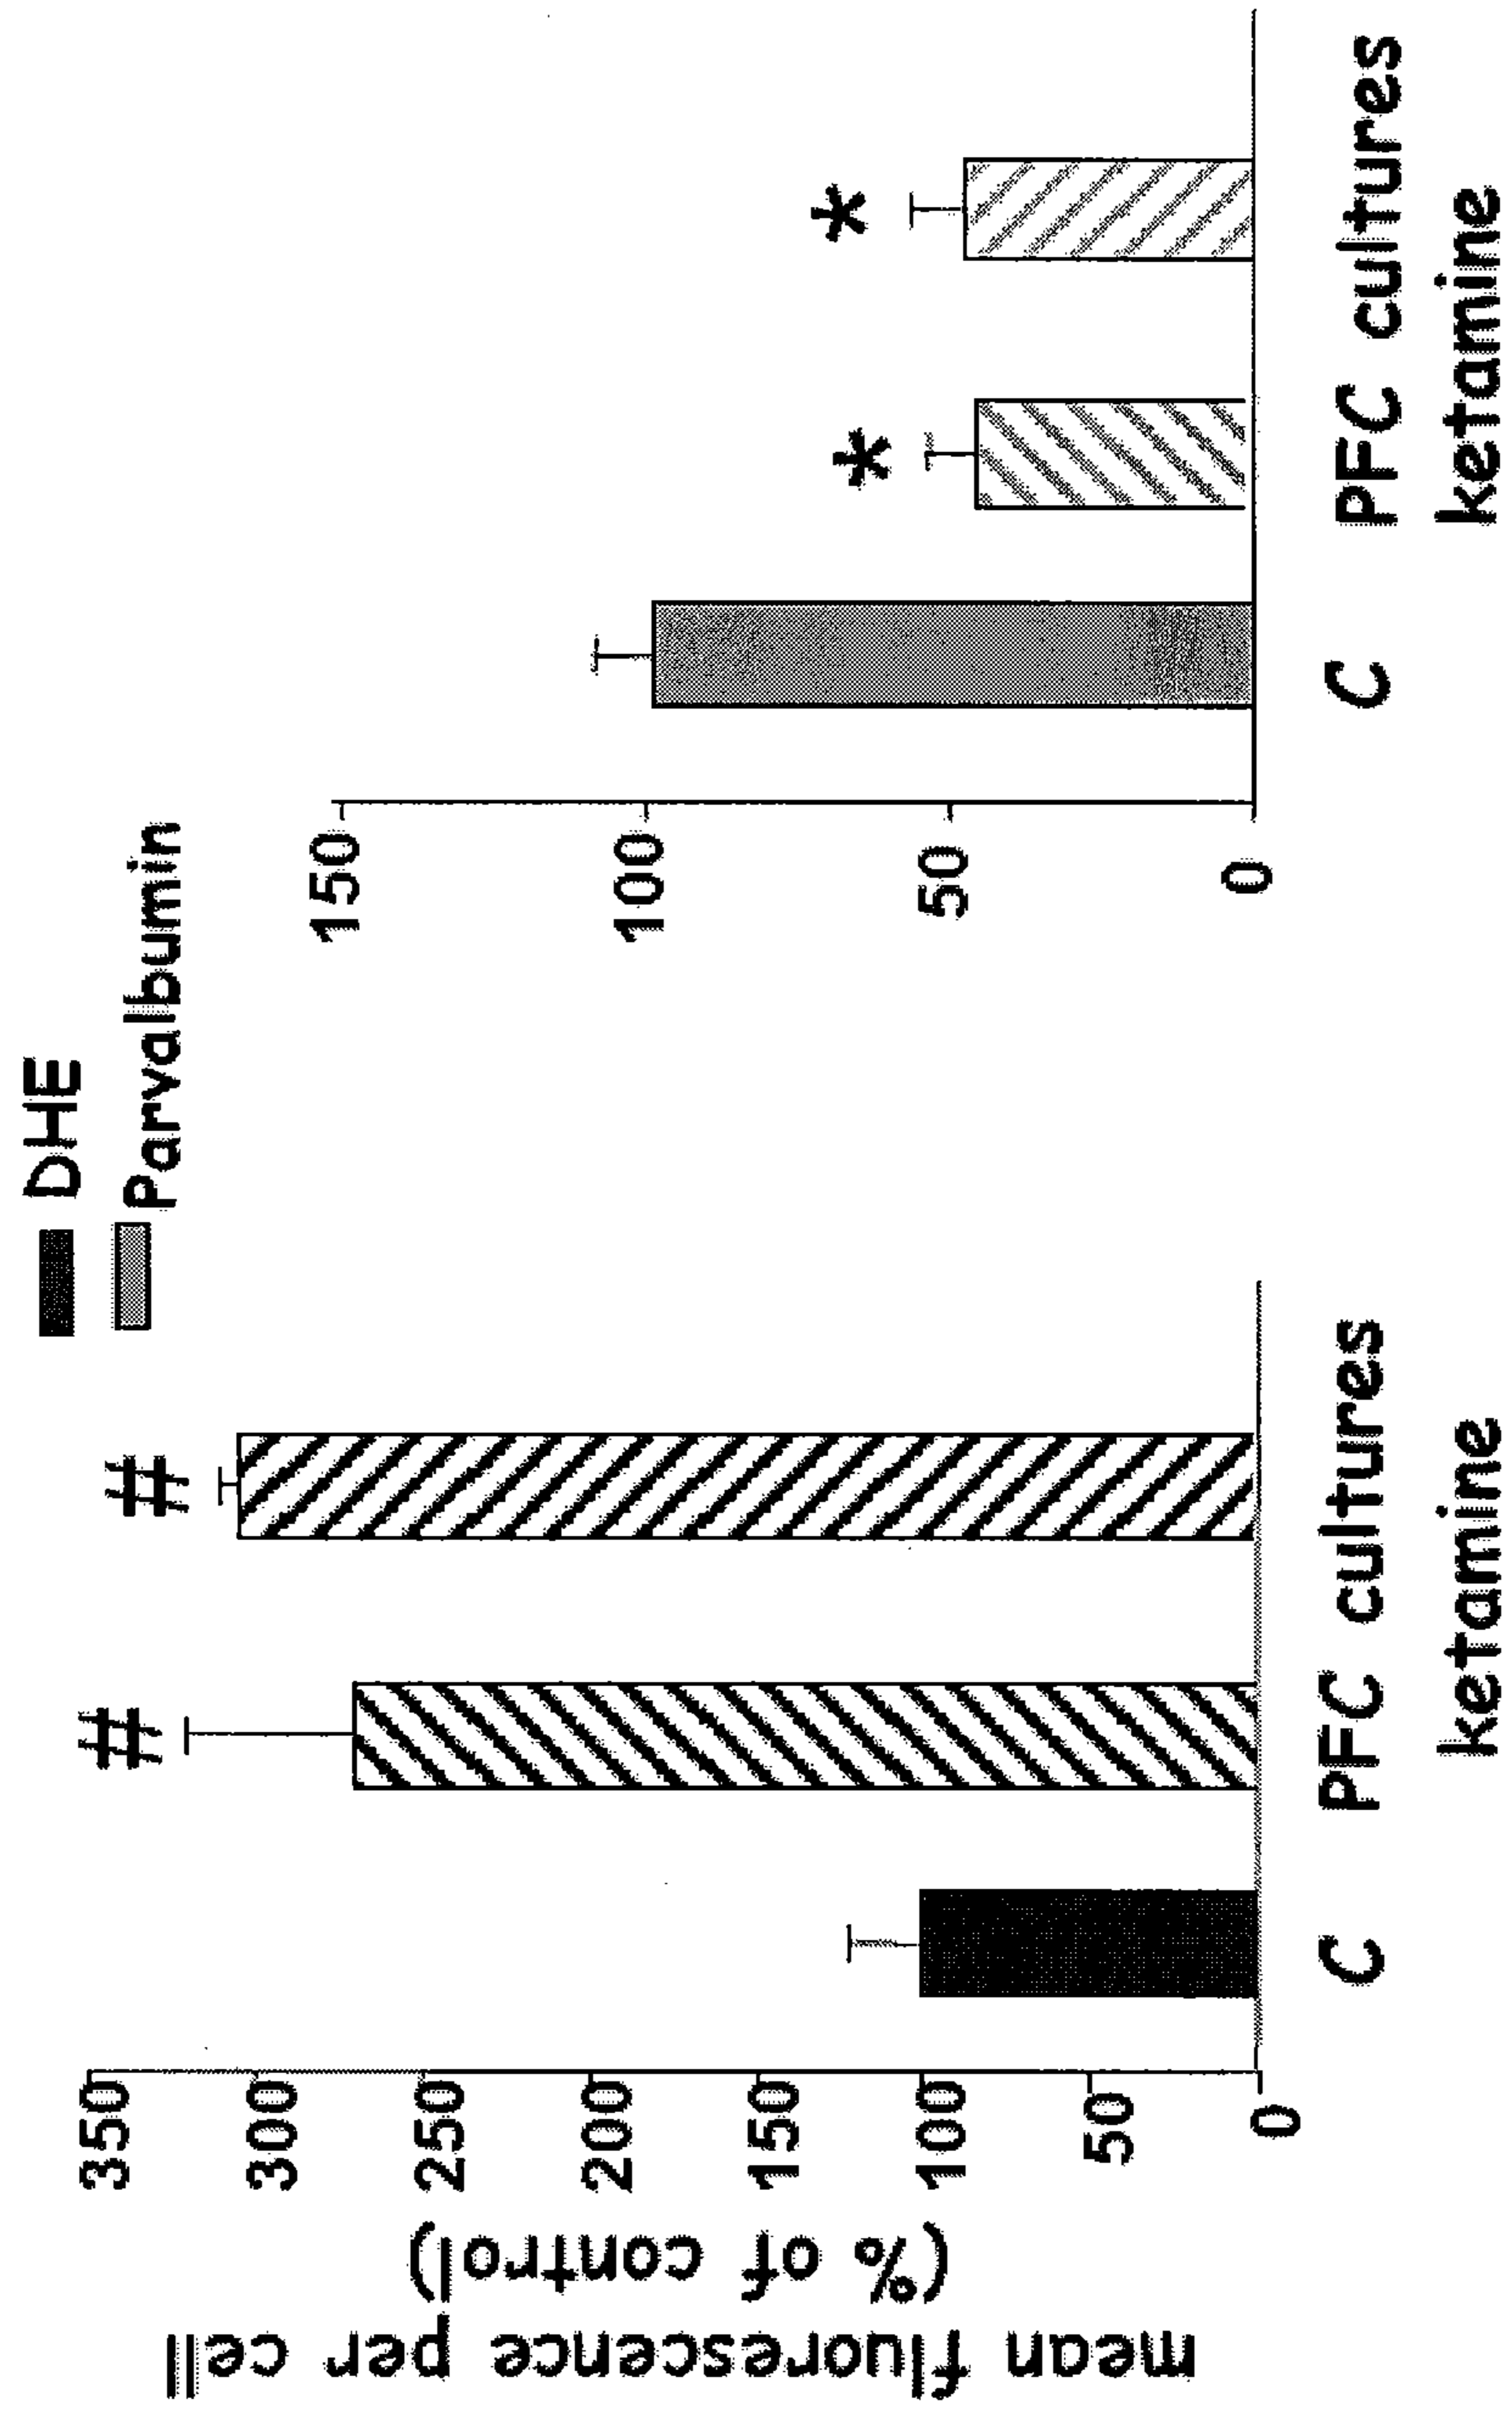 DHE
Parvalbumin
mean fluorescence per cell
(% of control)
350
300
250
200
150
100
50
0
#
#
C
PFC cultures
ketamine
150
100
50
0
*
*
C
PFC cultures
ketamine